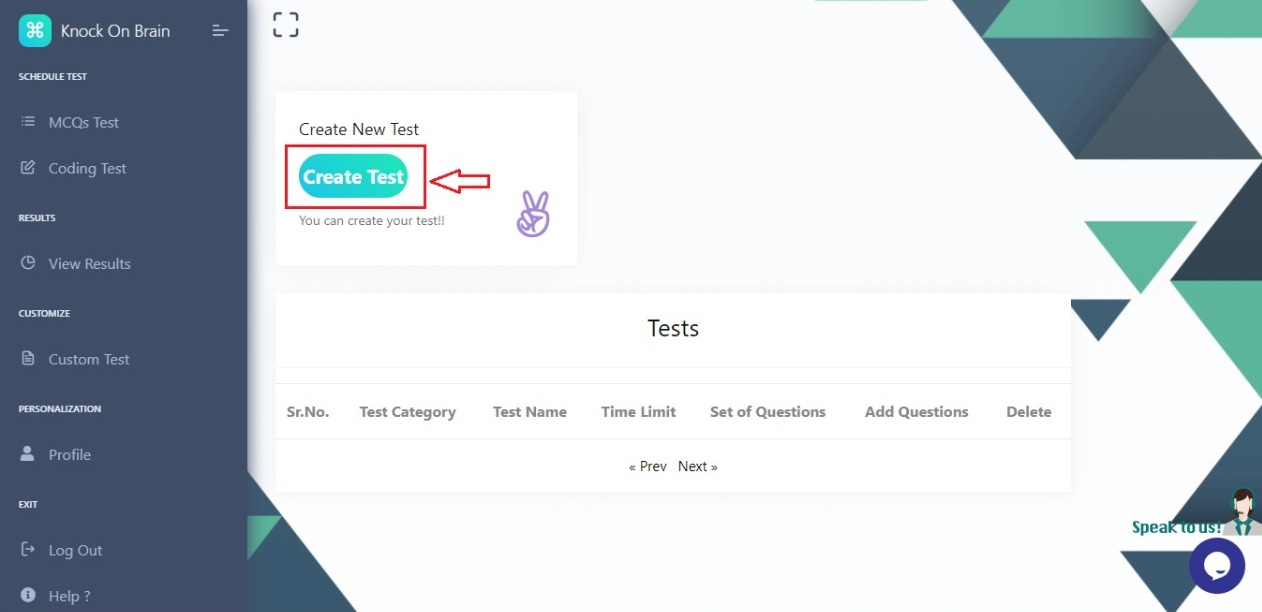 Knock On Brain
SCHEDULE TEST
MCQs Test
Coding Test
RESULTS
View Results
CUSTOMIZE
Custom Test
PERSONALIZATION
Profile
EXIT
Log Out
Help ?
Create New Test
Create Test
You can create your test!!
Tests
Sr.No. Test Category Test Name Time Limit Set of Questions Add Questions Delete
« Prev Next »
Speak to us!